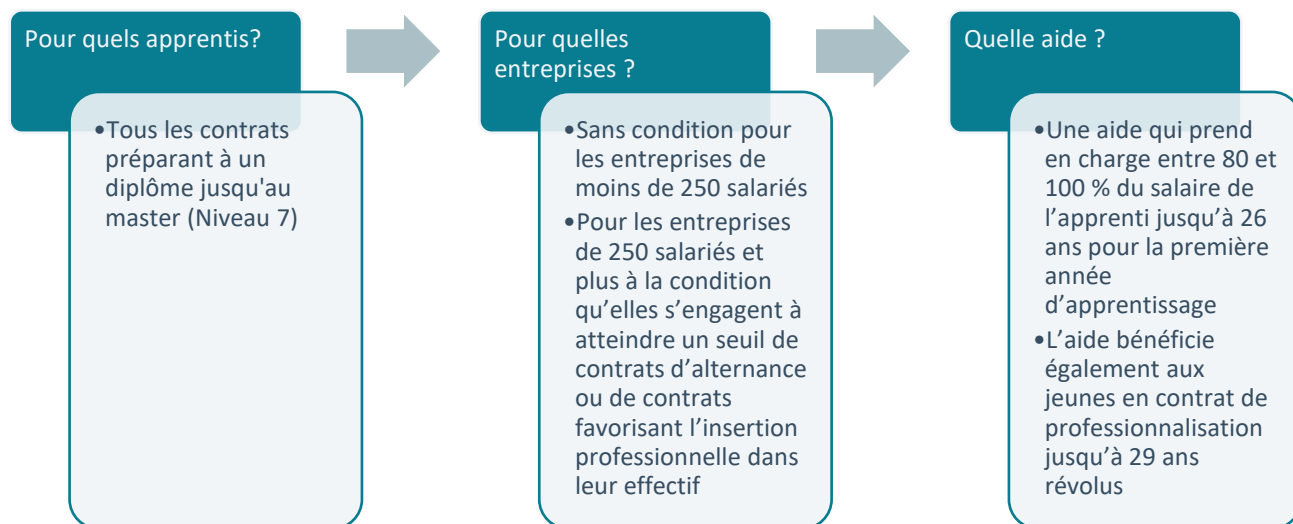 Pour quels apprentis?
•Tous les contrats
préparant à un
diplôme jusqu'au
master (Niveau 7)
Pour quelles
entreprises ?
•Sans condition pour
les entreprises de
moins de 250 salariés
•Pour les entreprises
de 250 salariés et
plus à la condition
qu’elles s’engagent à
atteindre un seuil de
contrats d’alternance
ou de contrats
favorisant l’insertion
professionnelle dans
leur effectif
Quelle aide ?
•Une aide qui prend
en charge entre 80 et
100 % du salaire de
l’apprenti jusqu’à 26
ans pour la première
année
d’apprentissage
•L’aide bénéficie
également aux
jeunes en contrat de
professionnalisation
jusqu’à 29 ans
révolus